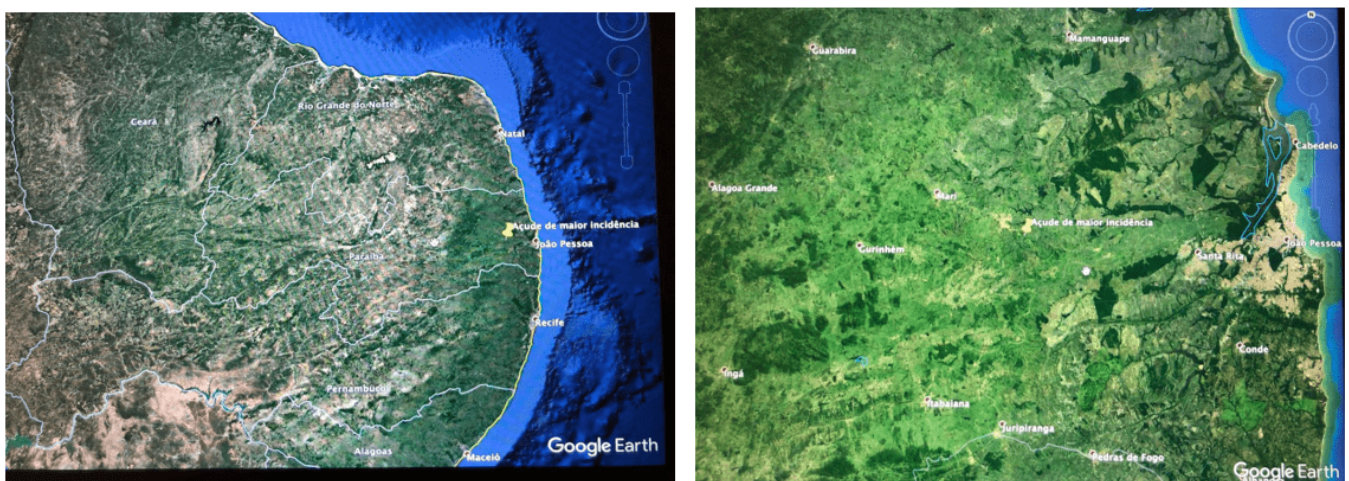 Rio Grande do Norte
Ceará
Natal
Açude de maior incidência
João Pessoa
Paraíba
Recife
Pernambuco
Google Earth
Alagoas
Maceió
N
Mamanguape
Guarabira
Cabedelo
Alagoa Grande
Mari
Açude de maior incidência
Gurinhém
João Pessoa
Santa Rita
Conde
Ingá
Itabaiana
Juripiranga
Pedras de Fogo
Google Earth